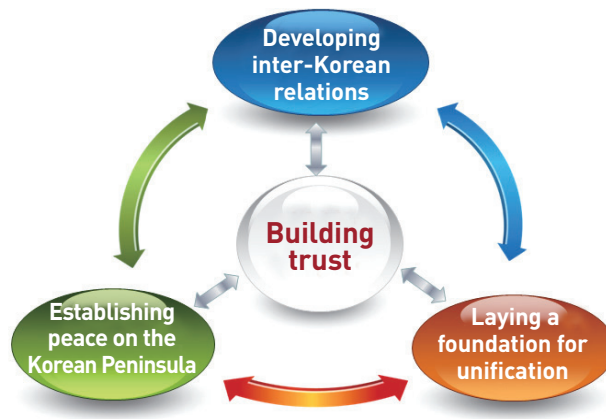 Developing
inter-Korean
relations
Building
trust
Establishing
peace on the
Korean Peninsula
Laying a
foundation for
unification